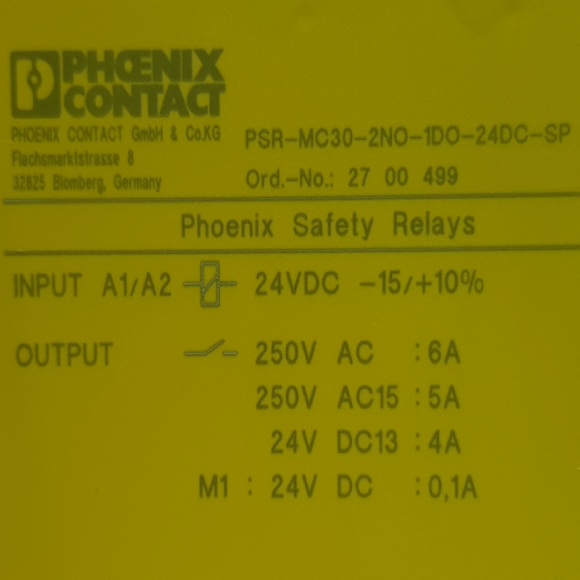 PHOENIX
CONTACT
PHOENIX CONTACT GmbH & Co.KG
Flachsmarktstrasse 8
32825 Blomberg, Germany
PSR-MC30-2NO-1DO-24DC-SP
Ord.-No.: 27 00 499
Phoenix Safety Relays
INPUT A1/A2 24VDC -15/+10%
OUTPUT 250V AC :6A
250V AC15 :5A
24V DC13 :4A
M1 : 24V DC :0,1A